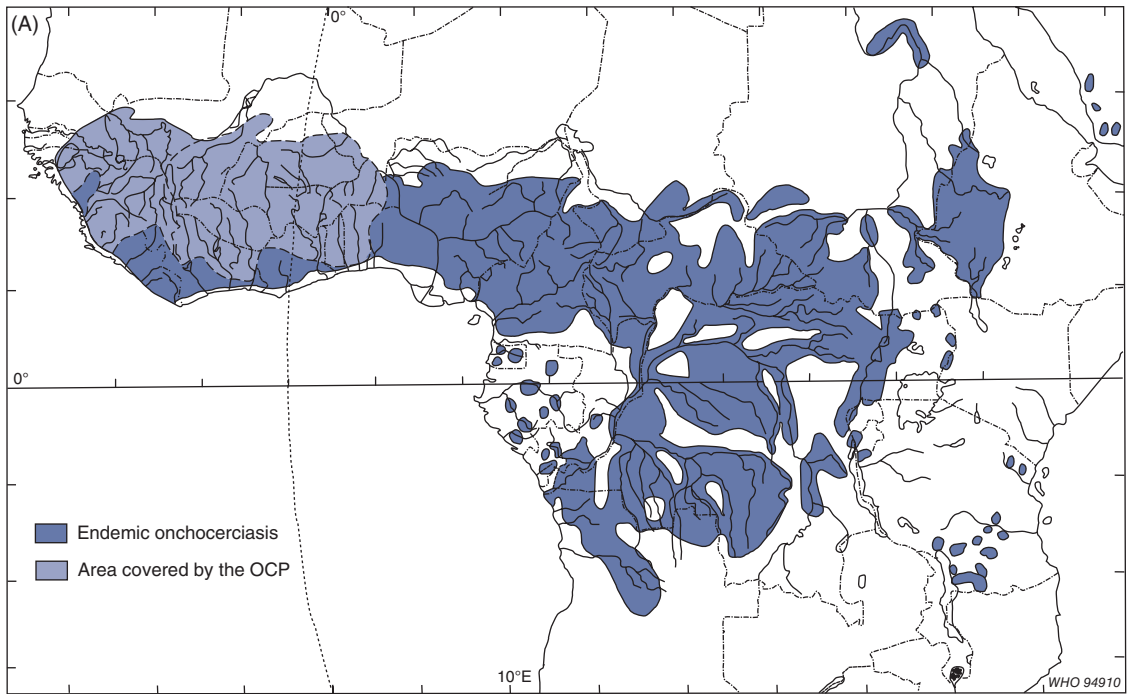 (A)
0°
0°
Endemic onchocerciasis
Area covered by the OCP
10°E
WHO 94910